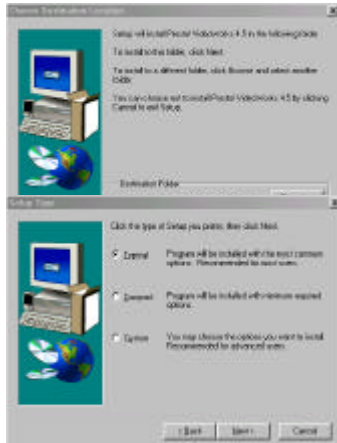 Choose Destination Location
Setup will install Presto! VideoWorks 4.5 in the following folder.
To install to this folder, click Next.
To install to a different folder, click Browse and select another
folder.
You can choose not to install Presto! VideoWorks 4.5 by clicking
Cancel to exit Setup.
Destination Folder
Setup Type
Click the type of Setup you prefer, then click Next.
Typical Program will be installed with the most common
options. Recommended for most users.
Compact Program will be installed with minimum required
options.
Custom You may choose the options you want to install.
Recommended for advanced users.
< Back Next > Cancel